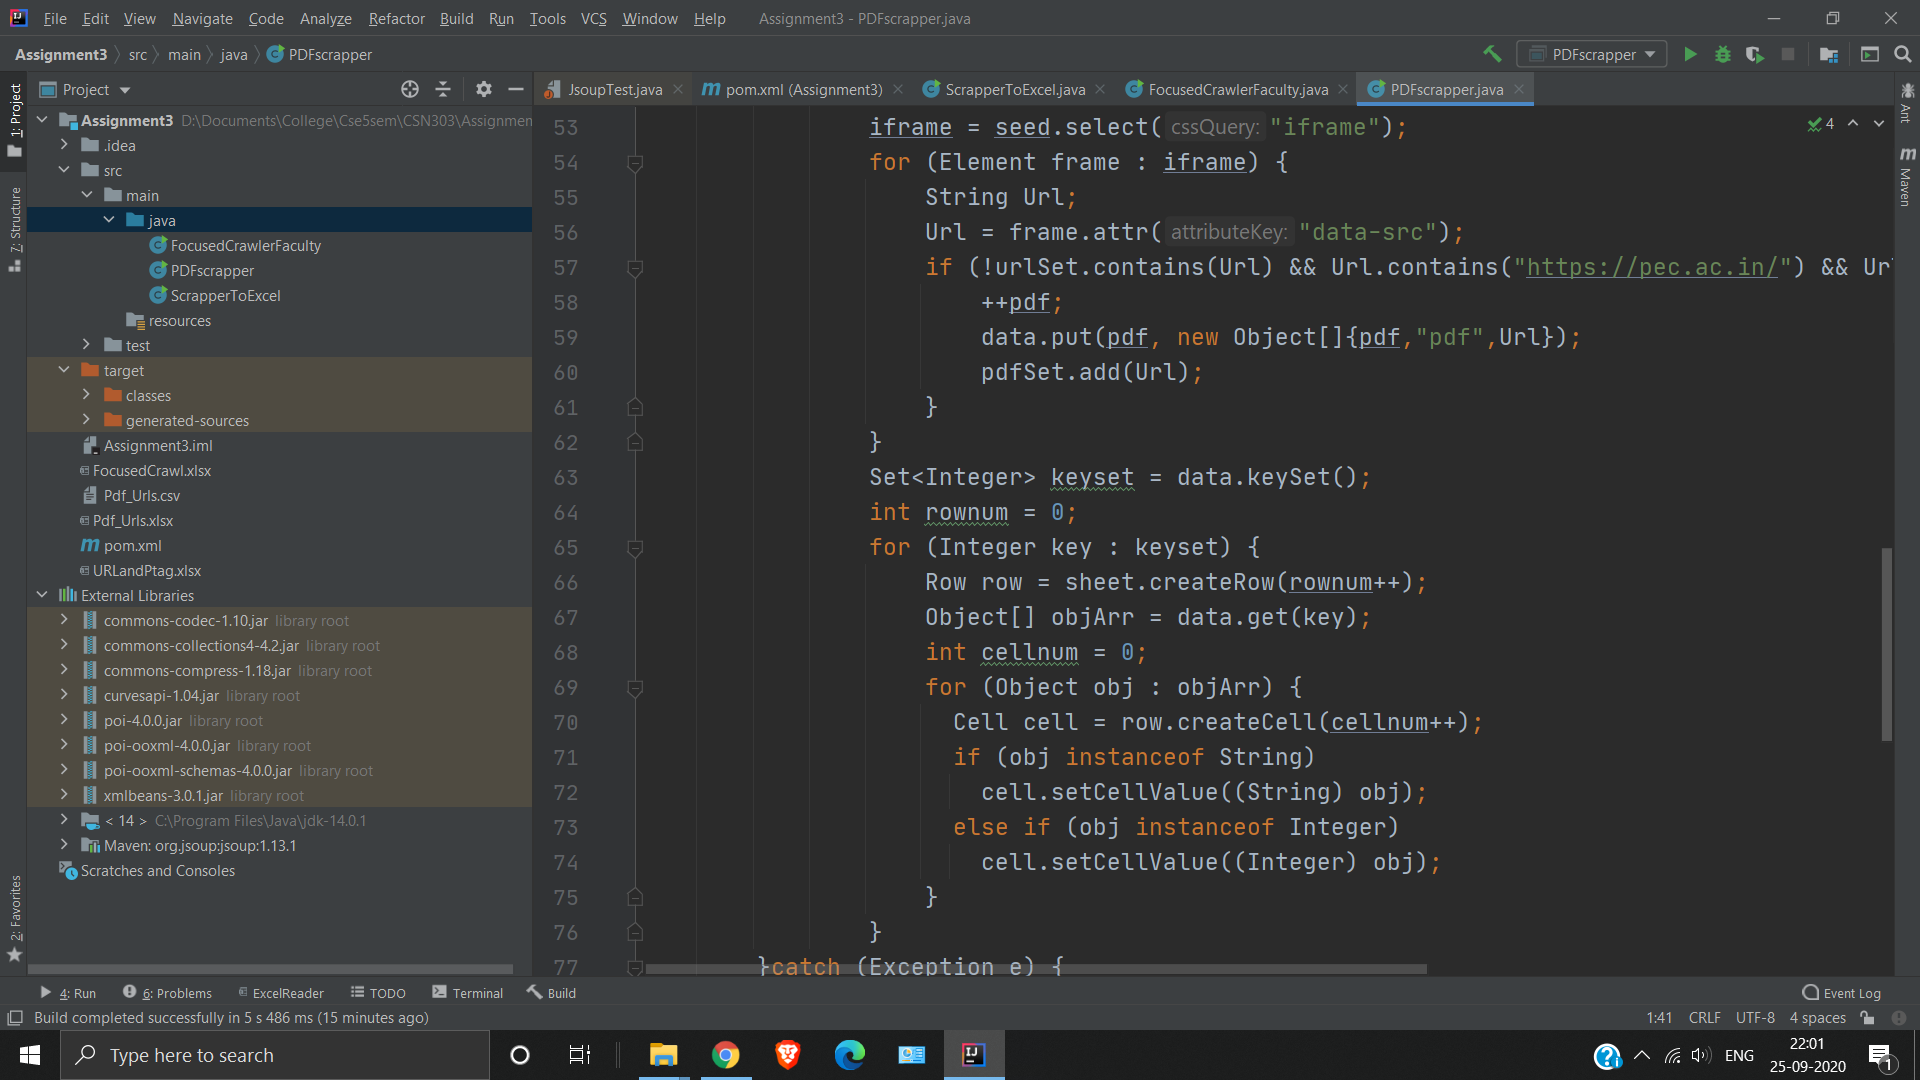 File Edit View Navigate Code Analyze Refactor Build Run Tools VCS Window Help Assignment3 - PDFscrapper.java
Assignment3 src main java PDFscrapper PDFscrapper
Project JsoupTest.java pom.xml (Assignment3) ScrapperToExcel.java FocusedCrawlerFaculty.java PDFscrapper.java
1: Project
7: Structure
2: Favorites
Assignment3 D:\Documents\College\Cse5sem\CSN303\Assignmen
.idea
src
main
java
FocusedCrawlerFaculty
PDFscrapper
ScrapperToExcel
resources
test
target
classes
generated-sources
Assignment3.iml
FocusedCrawl.xlsx
Pdf_Urls.csv
Pdf_Urls.xlsx
pom.xml
URLandPtag.xlsx
External Libraries
commons-codec-1.10.jar library root
commons-collections4-4.2.jar library root
commons-compress-1.18.jar library root
curvesapi-1.04.jar library root
poi-4.0.0.jar library root
poi-ooxml-4.0.0.jar library root
poi-ooxml-schemas-4.0.0.jar library root
xmlbeans-3.0.1.jar library root
< 14 > C:\Program Files\Java\jdk-14.0.1
Maven: org.jsoup:jsoup:1.13.1
Scratches and Consoles
53 iframe = seed.select( cssQuery: "iframe");
54 for (Element frame : iframe) {
55 String Url;
56 Url = frame.attr( attributeKey: "data-src");
57 if (!urlSet.contains(Url) && Url.contains("https://pec.ac.in/") && Ur
58 ++pdf;
59 data.put(pdf, new Object[]{pdf,"pdf",Url});
60 pdfSet.add(Url);
61 }
62 }
63 Set<Integer> keyset = data.keySet();
64 int rownum = 0;
65 for (Integer key : keyset) {
66 Row row = sheet.createRow(rownum++);
67 Object[] objArr = data.get(key);
68 int cellnum = 0;
69 for (Object obj : objArr) {
70 Cell cell = row.createCell(cellnum++);
71 if (obj instanceof String)
72 cell.setCellValue((String) obj);
73 else if (obj instanceof Integer)
74 cell.setCellValue((Integer) obj);
75 }
76 }
77 }catch (Exception e) {
4
Ant
m
Maven
4: Run 6: Problems ExcelReader TODO Terminal Build Event Log
Build completed successfully in 5 s 486 ms (15 minutes ago) 1:41 CRLF UTF-8 4 spaces
Type here to search ENG 22:01
25-09-2020
1